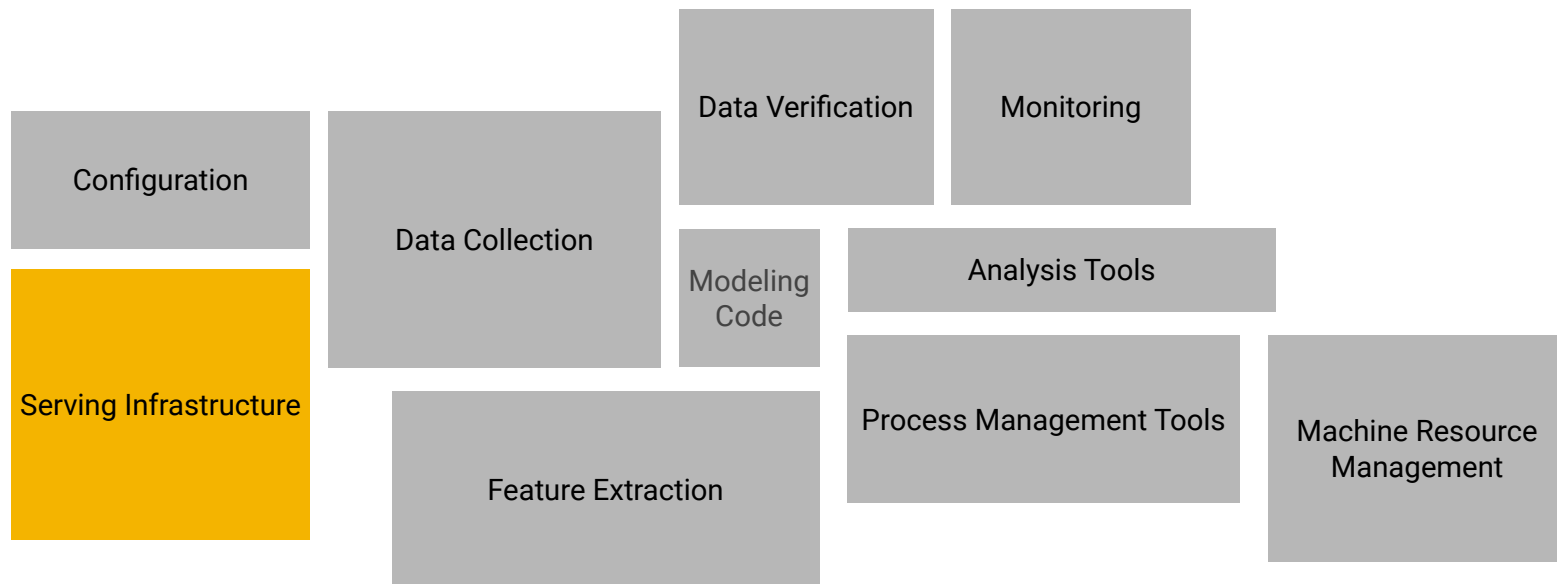 Data Verification
Monitoring
Configuration
Data Collection
Modeling
Code
Analysis Tools
Serving Infrastructure
Process Management Tools
Machine Resource
Management
Feature Extraction